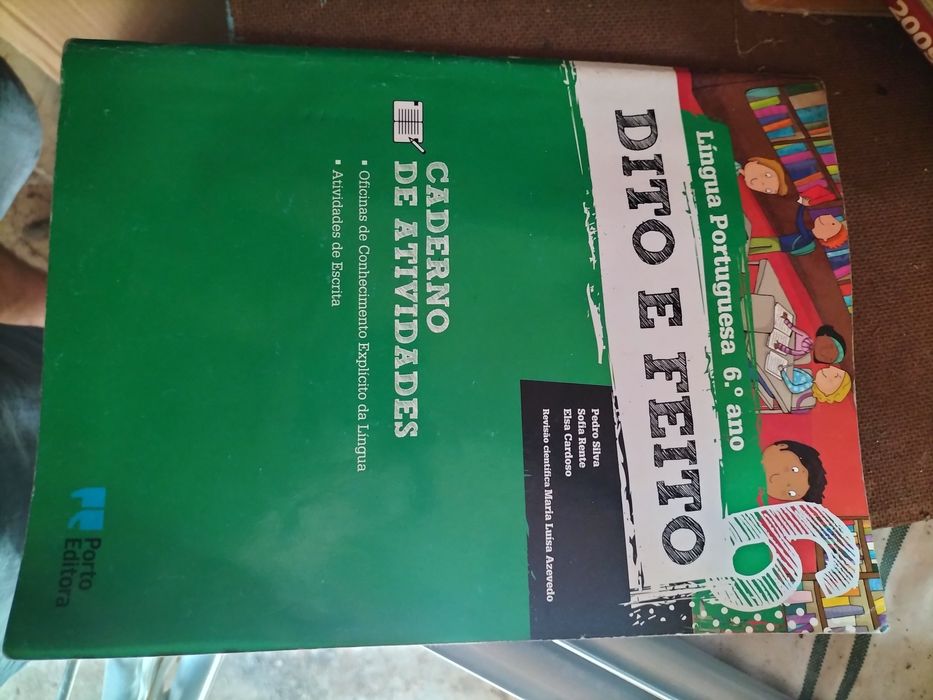 Língua Portuguesa 6.º ano
6
DITO E FEITO
Pedro Silva
Sofia Rente
Elsa Cardoso
Revisão científica Maria Luísa Azevedo
CADERNO
DE ATIVIDADES
▪ Oficinas de Conhecimento Explícito da Língua
▪ Atividades de Escrita
Porto
Editora